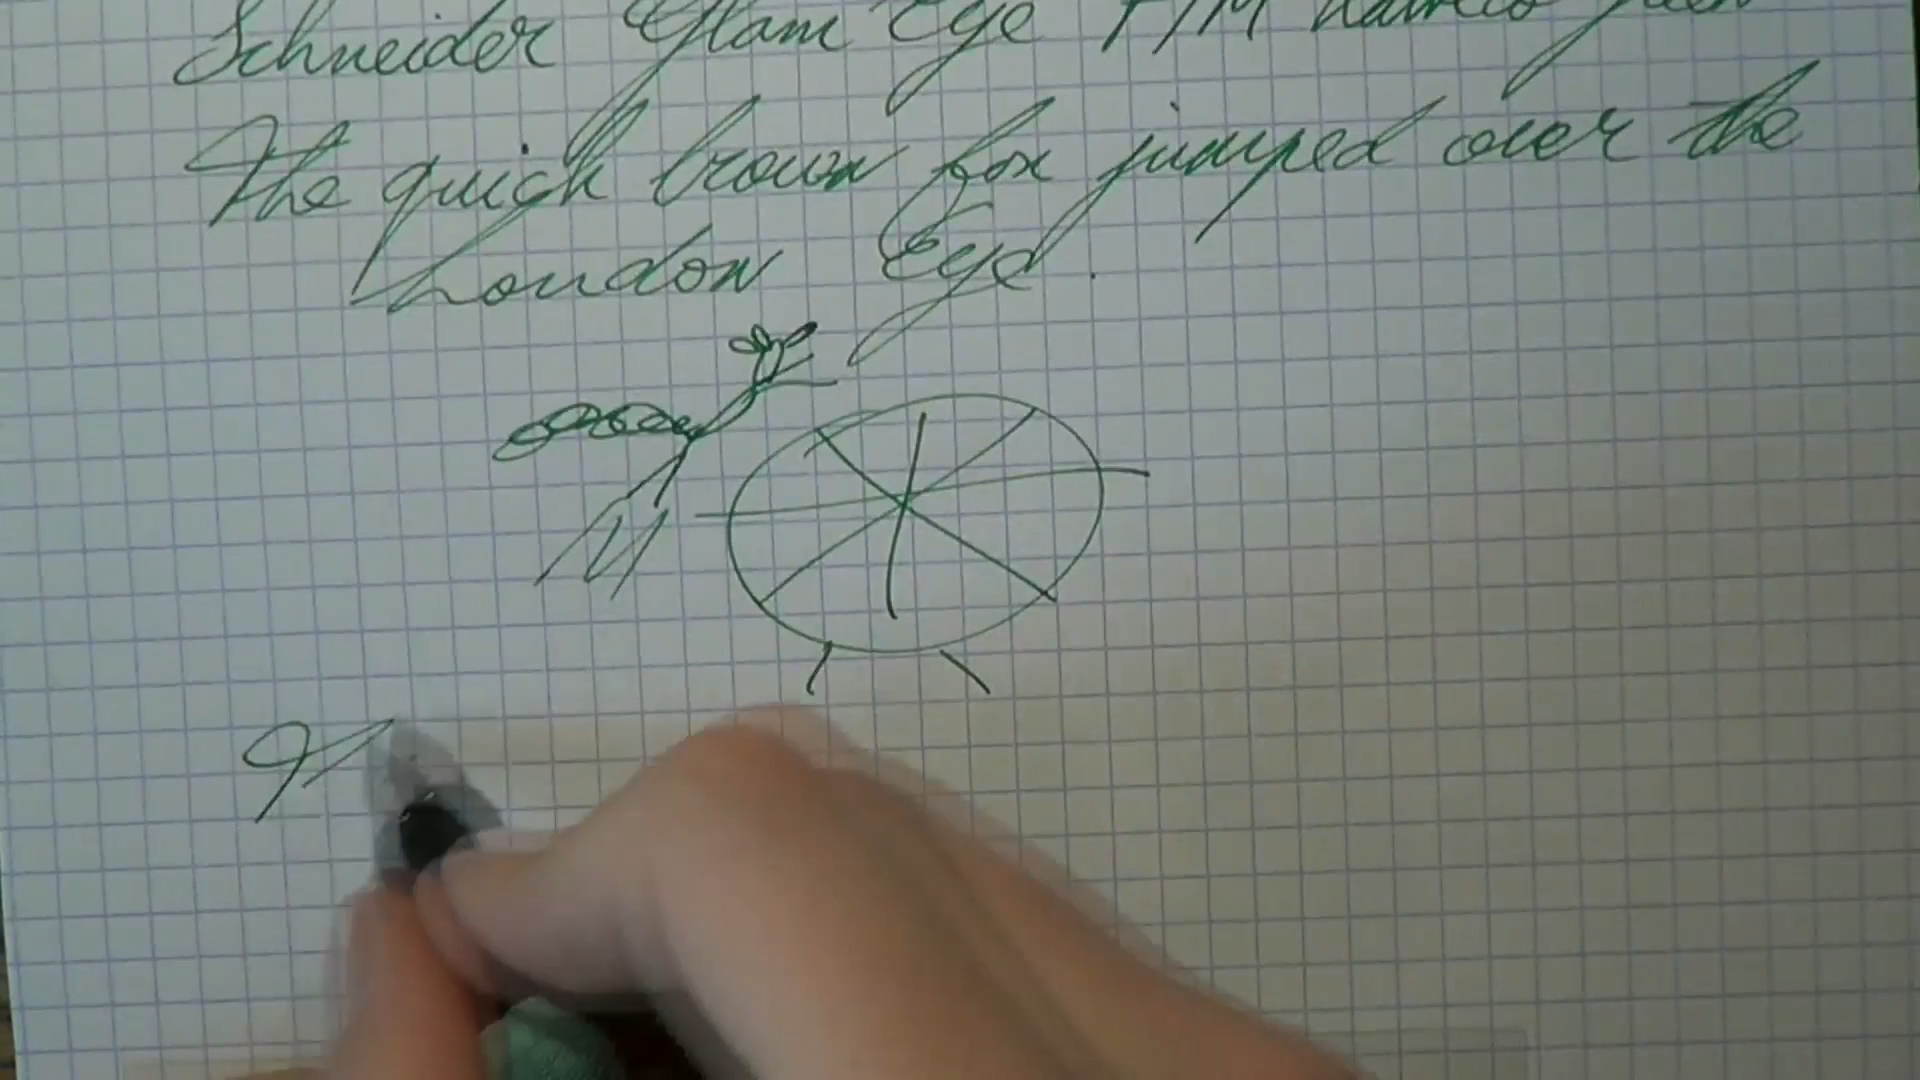 Schneider Glam Eye F/M
The quick brown fox jumped over the
London Eye.